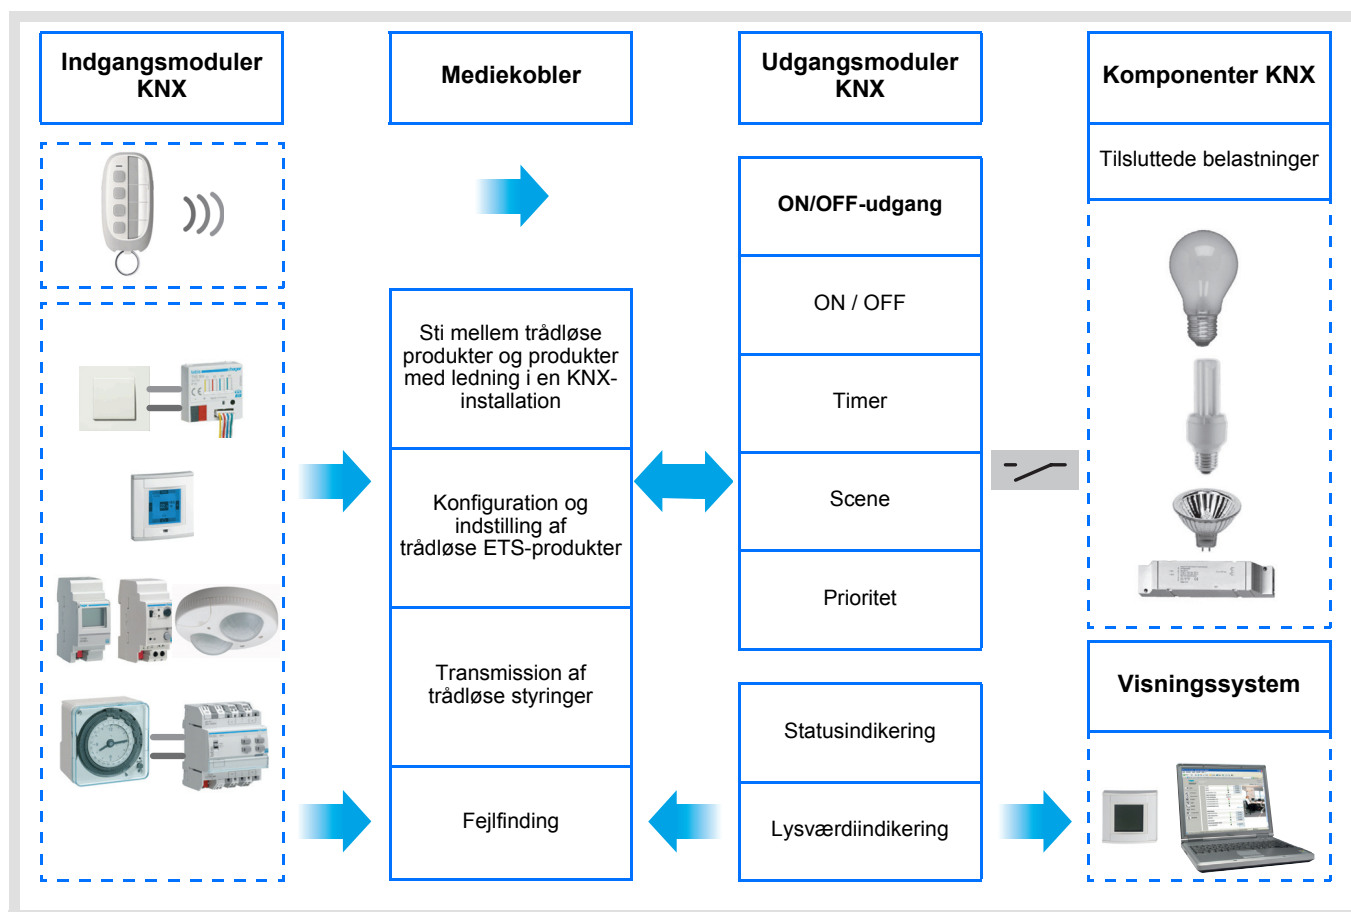 Indgangsmoduler
KNX
Mediekobler
Udgangsmoduler
KNX
Komponenter KNX
Tilsluttede belastninger
ON/OFF-udgang
ON / OFF
Timer
Scene
Prioritet
Sti mellem trådløse
produkter og produkter
med ledning i en KNX-
installation
Konfiguration og
indstilling af
trådløse ETS-produkter
Transmission af
trådløse styringer
Fejlfinding
Statusindikering
Lysværdiindikering
Visningssystem